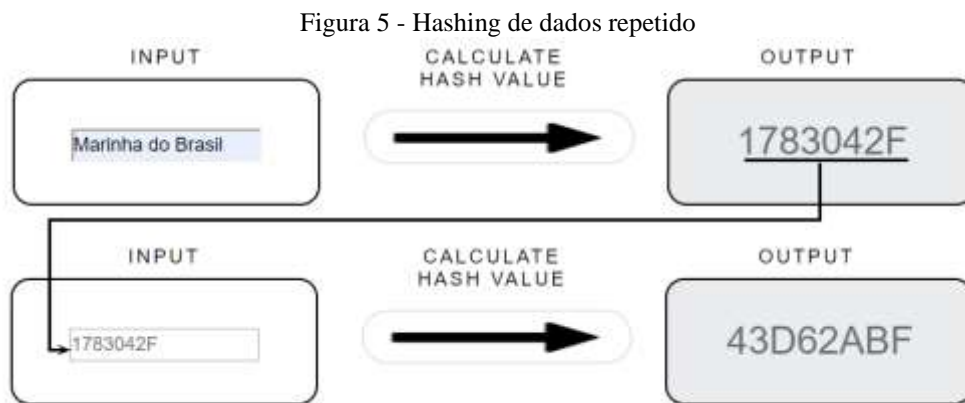 Figura 5 - Hashing de dados repetido
INPUT
CALCULATE
HASH VALUE
OUTPUT
Marinha do Brasil
1783042F
INPUT
CALCULATE
HASH VALUE
OUTPUT
1783042F
43D62ABF